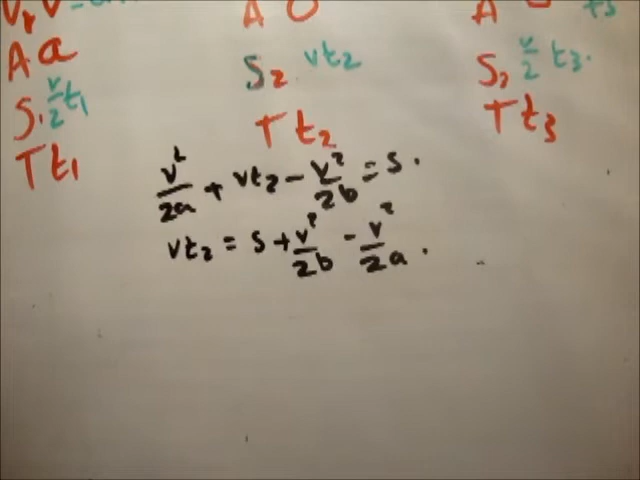 A O
A
A a
S₂ vt₂
S₃ v/2 t₃.
S₁ v/2 t₁
T t₂
T t₃
T t₁
v²/2a + vt₂ - v²/2b = s.
vt₂ = s + v²/2b - v²/2a.